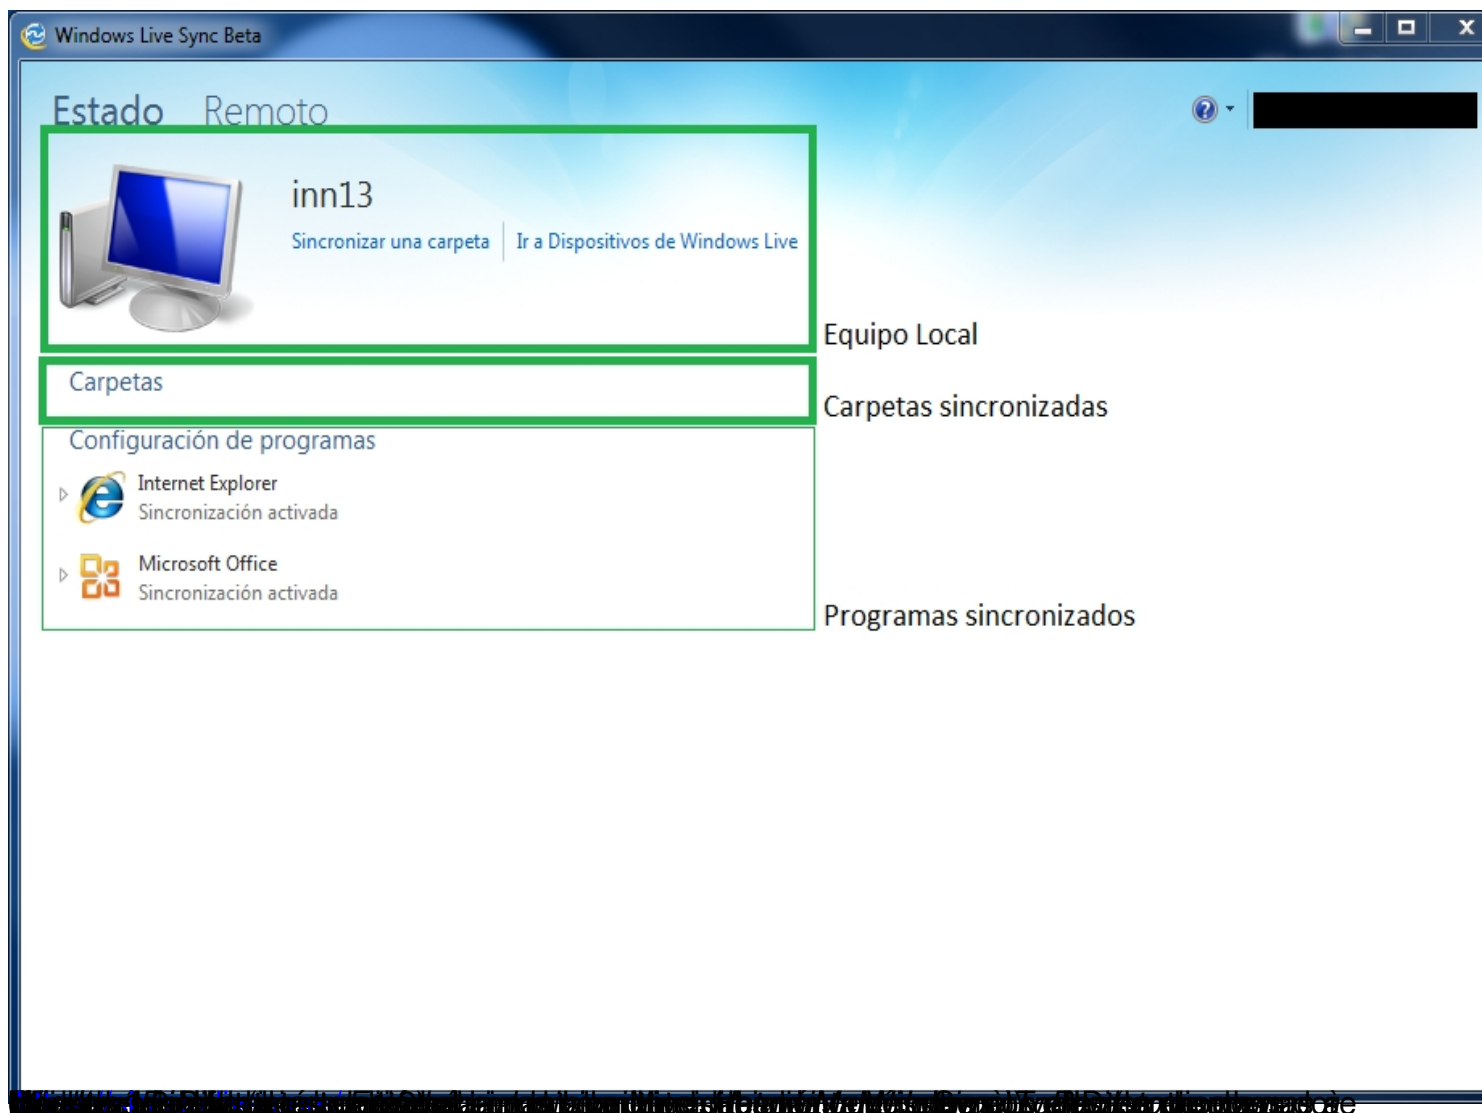 Windows Live Sync Beta
Estado Remoto
inn13
Sincronizar una carpeta Ir a Dispositivos de Windows Live
Equipo Local
Carpetas
Carpetas sincronizadas
Configuración de programas
Internet Explorer
Sincronización activada
Microsoft Office
Sincronización activada
Programas sincronizados